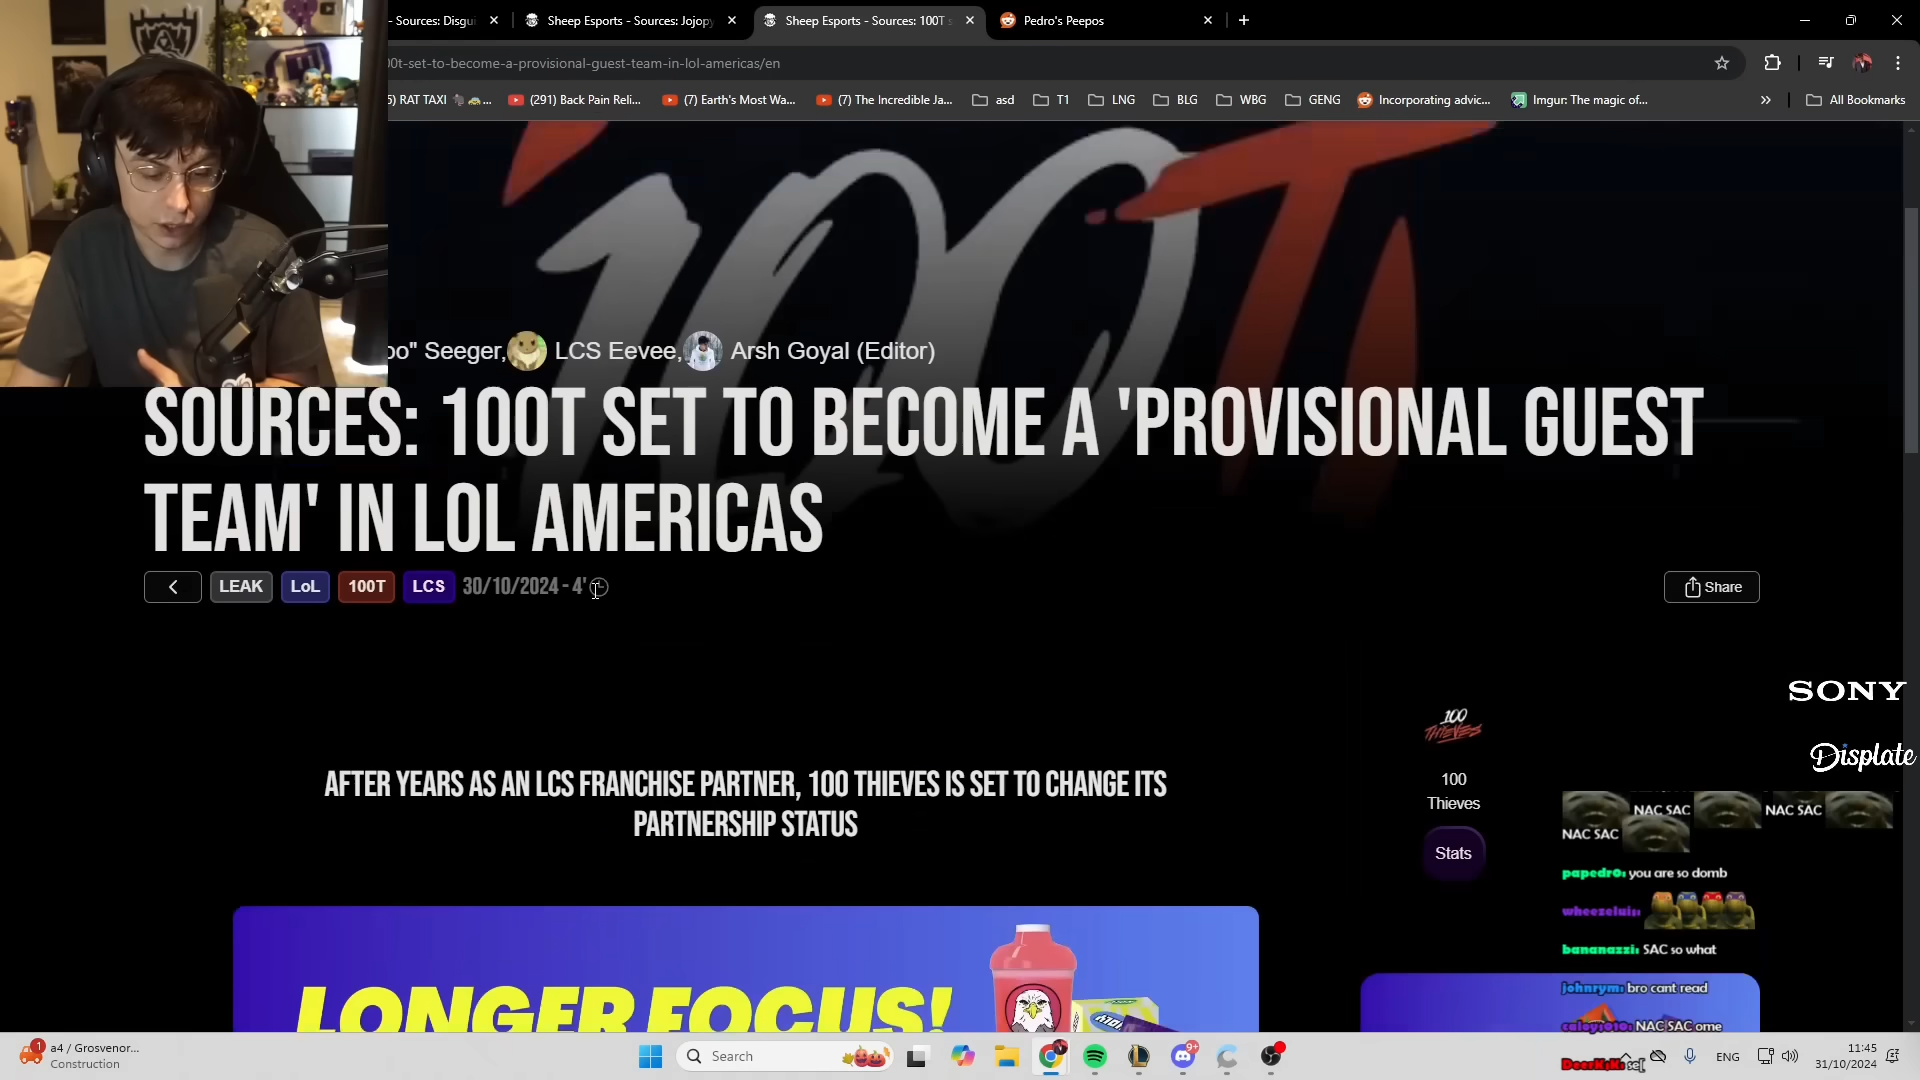 - Sources: Disgui
Sheep Esports - Sources: Jojopy
Sheep Esports - Sources: 100T s
Pedro's Peepos
00t-set-to-become-a-provisional-guest-team-in-lol-americas/en
RAT TAXI
(291) Back Pain Reli...
(7) Earth's Most Wa...
(7) The Incredible Ja...
asd
T1
LNG
BLG
WBG
GENG
Incorporating advic...
Imgur: The magic of...
All Bookmarks
oo" Seeger,
LCS Eevee,
Arsh Goyal (Editor)
SOURCES: 100T SET TO BECOME A 'PROVISIONAL GUEST
TEAM' IN LOL AMERICAS
LEAK
LoL
100T
LCS
30/10/2024 - 4'
Share
SONY
100
THIEVES
Displate
AFTER YEARS AS AN LCS FRANCHISE PARTNER, 100 THIEVES IS SET TO CHANGE ITS
PARTNERSHIP STATUS
100
Thieves
Stats
NAC SAC NAC SAC
NAC SAC
papedr0: you are so domb
wheezeluis:
bananazzi: SAC so what
johnrym: bro cant read
NAC SAC ome
LONGER FOCUS!
a4 / Grosvenor...
Construction
Search
ENG
11:45
31/10/2024